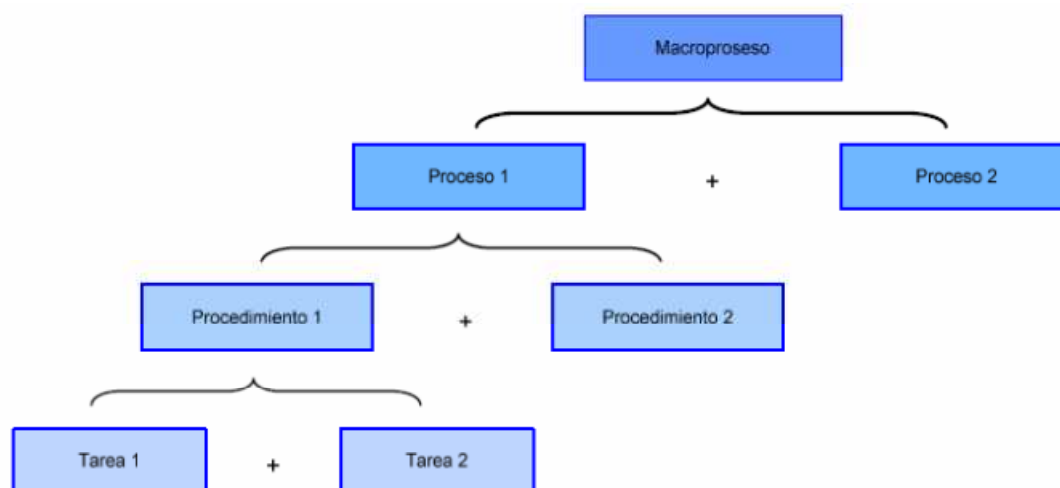 Macroproseso
Proceso 1
+
Proceso 2
Procedimiento 1
+
Procedimiento 2
Tarea 1
+
Tarea 2